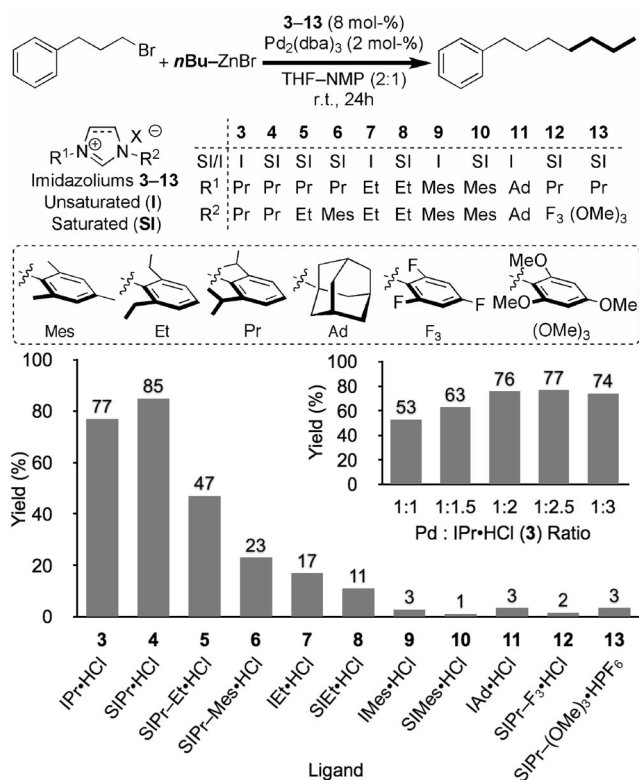 3–13 (8 mol-%)
Br + nBu–ZnBr Pd₂(dba)₃ (2 mol-%)
THF–NMP (2:1)
r.t., 24h
3 4 5 6 7 8 9 10 11 12 13
R¹ N ⊕ N R² X ⊖
SI/I I SI SI SI I SI I SI I SI SI
Imidazoliums 3–13
R¹ Pr Pr Pr Pr Et Et Mes Mes Ad Pr Pr
Unsaturated (I)
Saturated (SI)
R² Pr Pr Et Mes Et Et Mes Mes Ad F₃ (OMe)₃
F F F
MeO MeO OMe
Mes Et Pr Ad F₃ (OMe)₃
Yield (%)
100
80
60
40
20
0
77 85 47 23 17 11 3 1 3 2 3
3 4 5 6 7 8 9 10 11 12 13
IPr•HCl
SIPr•HCl
SIPr–Et•HCl
SIPr–Mes•HCl
IEt•HCl
SIEt•HCl
IMes•HCl
SIMes•HCl
IAd•HCl
SIPr–F₃•HCl
SIPr–(OMe)₃•HPF₆
Ligand
Yield (%)
100
80
60
40
20
0
53 63 76 77 74
1:1 1:1.5 1:2 1:2.5 1:3
Pd : IPr•HCl (3) Ratio